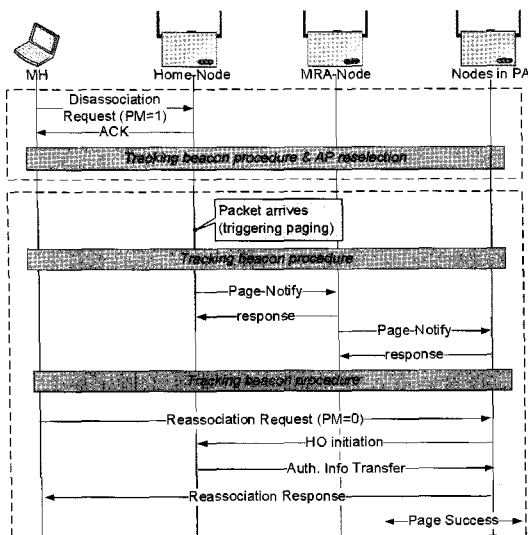 MH
Home-Node
MRA-Node
Nodes in PA
Disassociation
Request (PM=1)
ACK
Tracking beacon procedure & AP reselection
Packet arrives
(triggering paging)
Tracking beacon procedure
Page-Notify
response
Page-Notify
response
Tracking beacon procedure
Reassociation Request (PM=0)
HO initiation
Auth. Info Transfer
Reassociation Response
Page Success